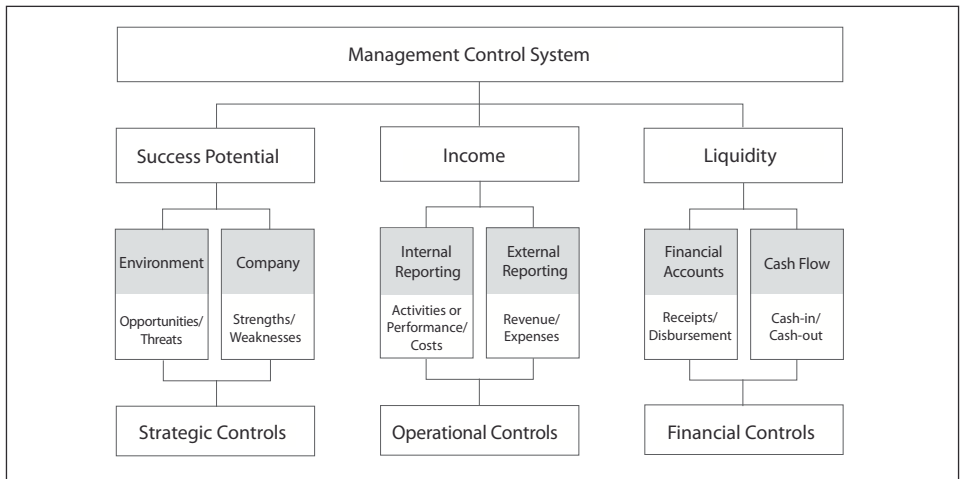 Management Control System
Success Potential
Income
Liquidity
Environment
Company
Internal
Reporting
External
Reporting
Financial
Accounts
Cash Flow
Opportunities/
Threats
Strengths/
Weaknesses
Activities or
Performance/
Costs
Revenue/
Expenses
Receipts/
Disbursement
Cash-in/
Cash-out
Strategic Controls
Operational Controls
Financial Controls